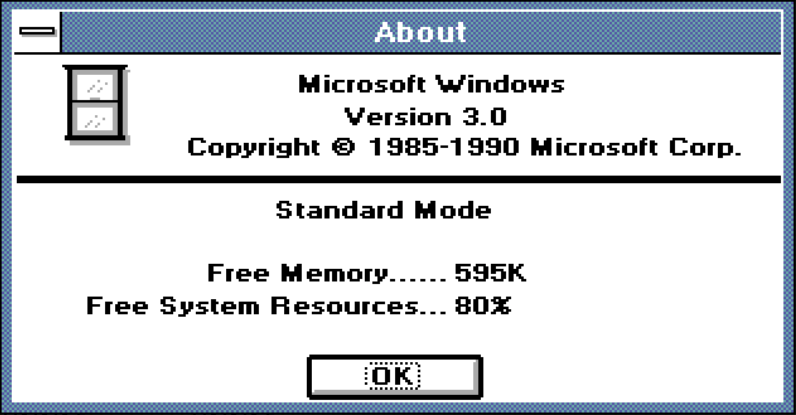 About
Microsoft Windows
Version 3.0
Copyright © 1985-1990 Microsoft Corp.
Standard Mode
Free Memory...... 595K
Free System Resources... 80%
OK